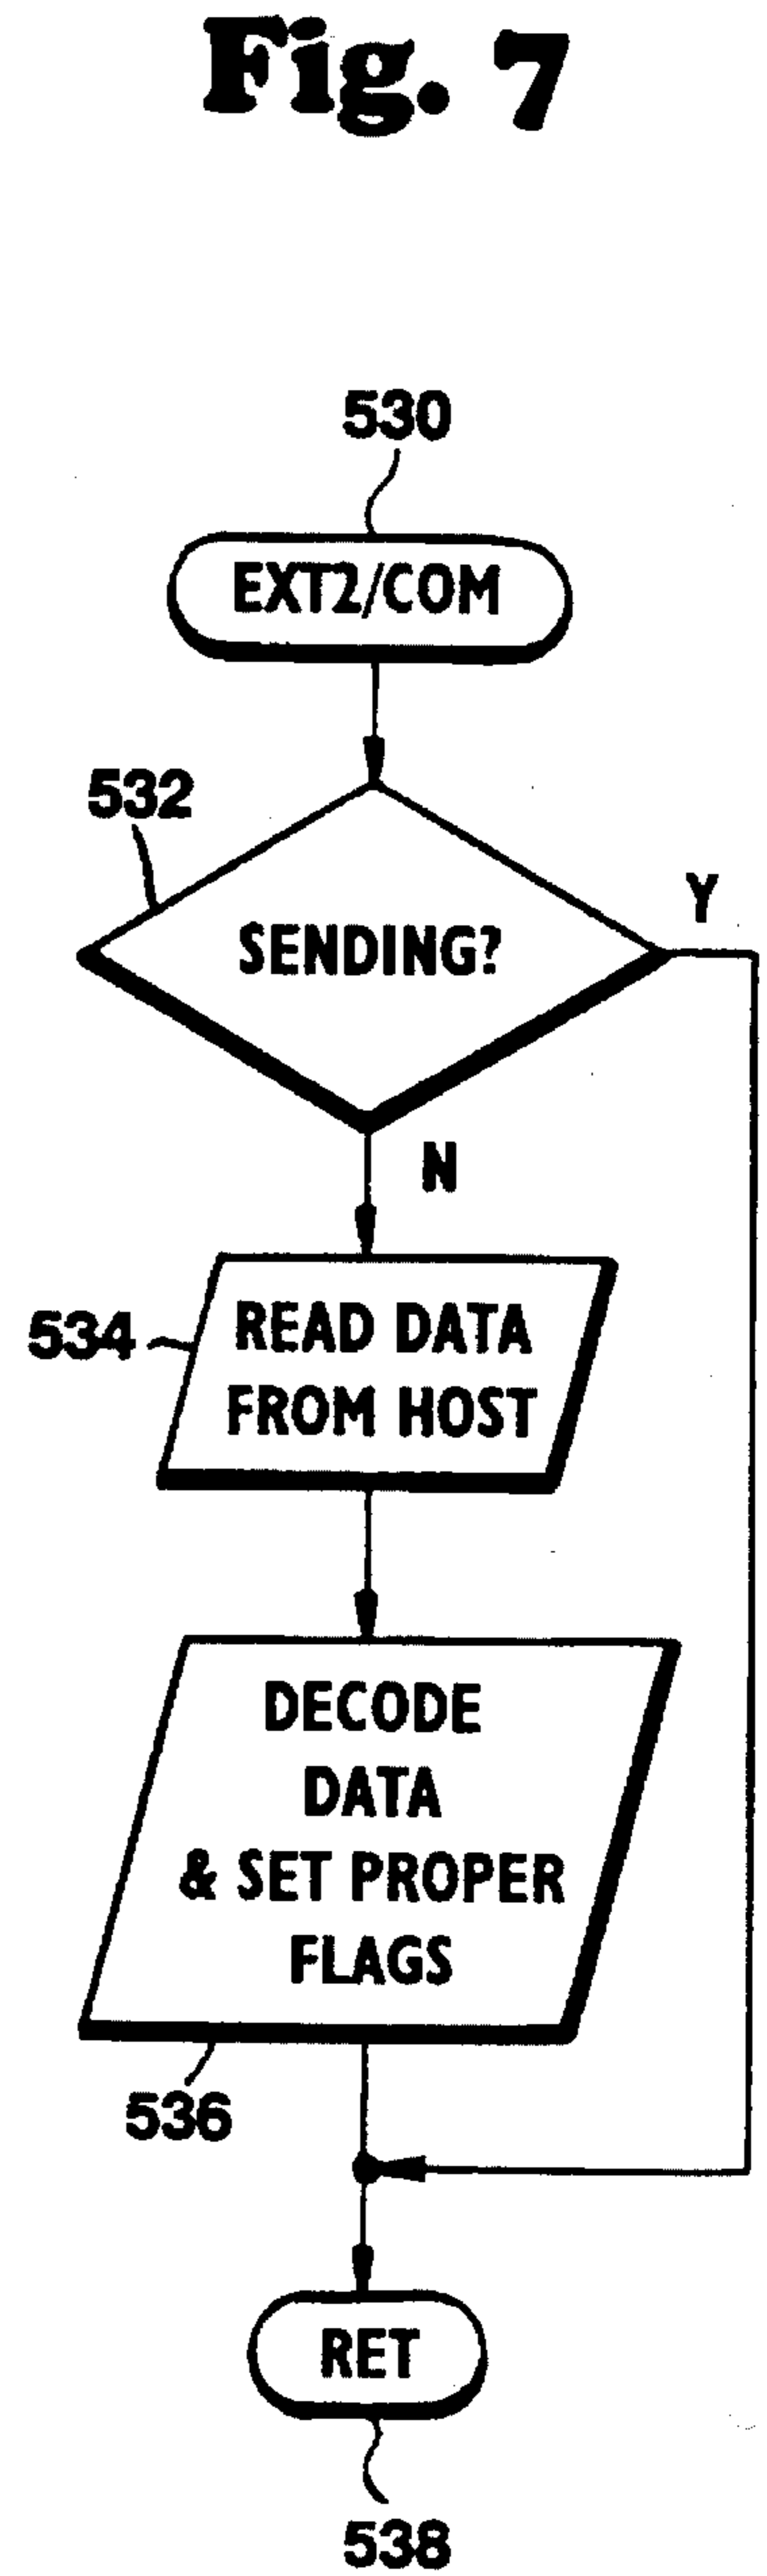 Fig. 7
530
EXT2/COM
532
SENDING?
Y
N
534
READ DATA
FROM HOST
DECODE
DATA
& SET PROPER
FLAGS
536
RET
538